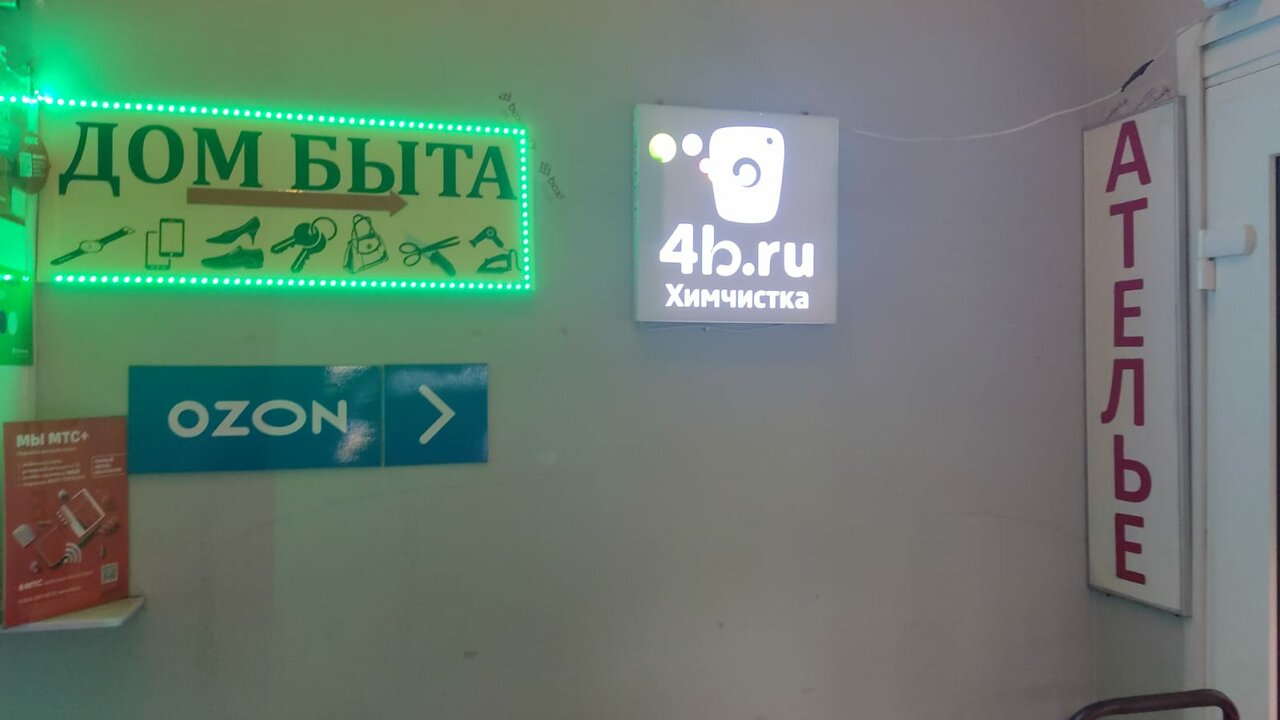 ДОМ БЫТА
4b.ru
Химчистка
АТЕЛЬЕ
OZON
МЫ МТС+